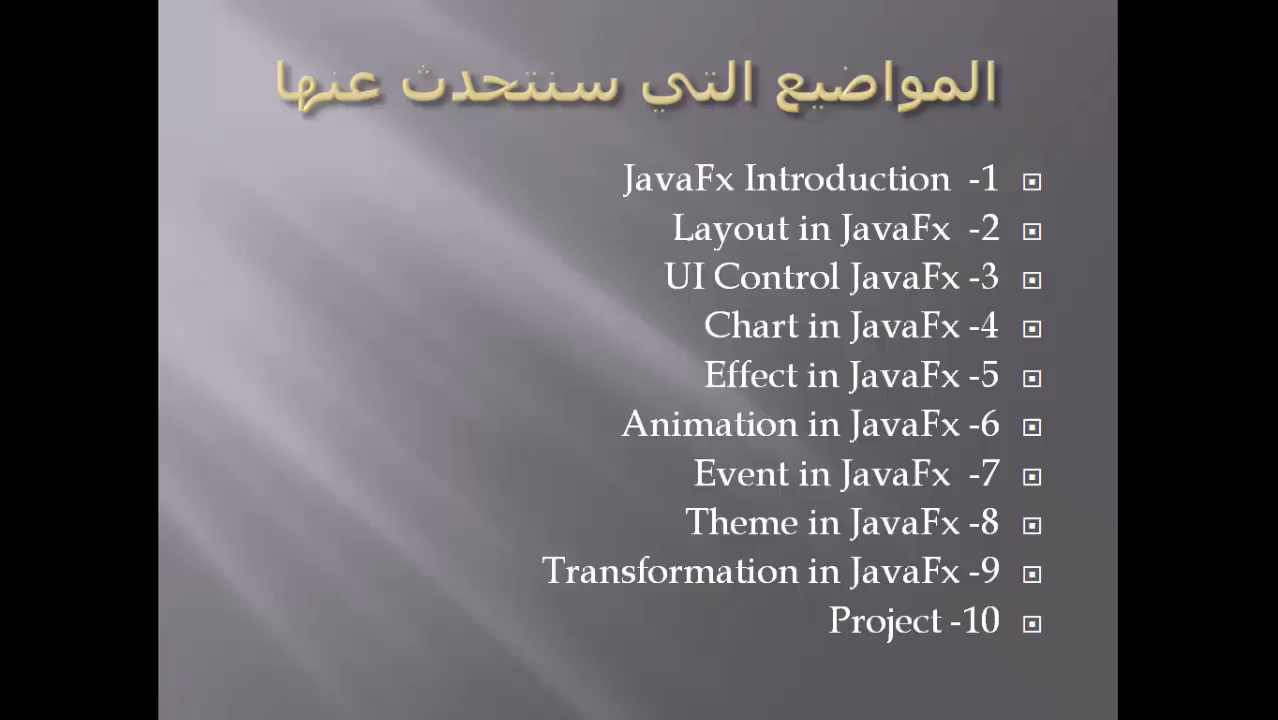 المواضيع التي سنتحدث عنها
1- JavaFx Introduction
2- Layout in JavaFx
3- UI Control JavaFx
4- Chart in JavaFx
5- Effect in JavaFx
6- Animation in JavaFx
7- Event in JavaFx
8- Theme in JavaFx
9- Transformation in JavaFx
10- Project